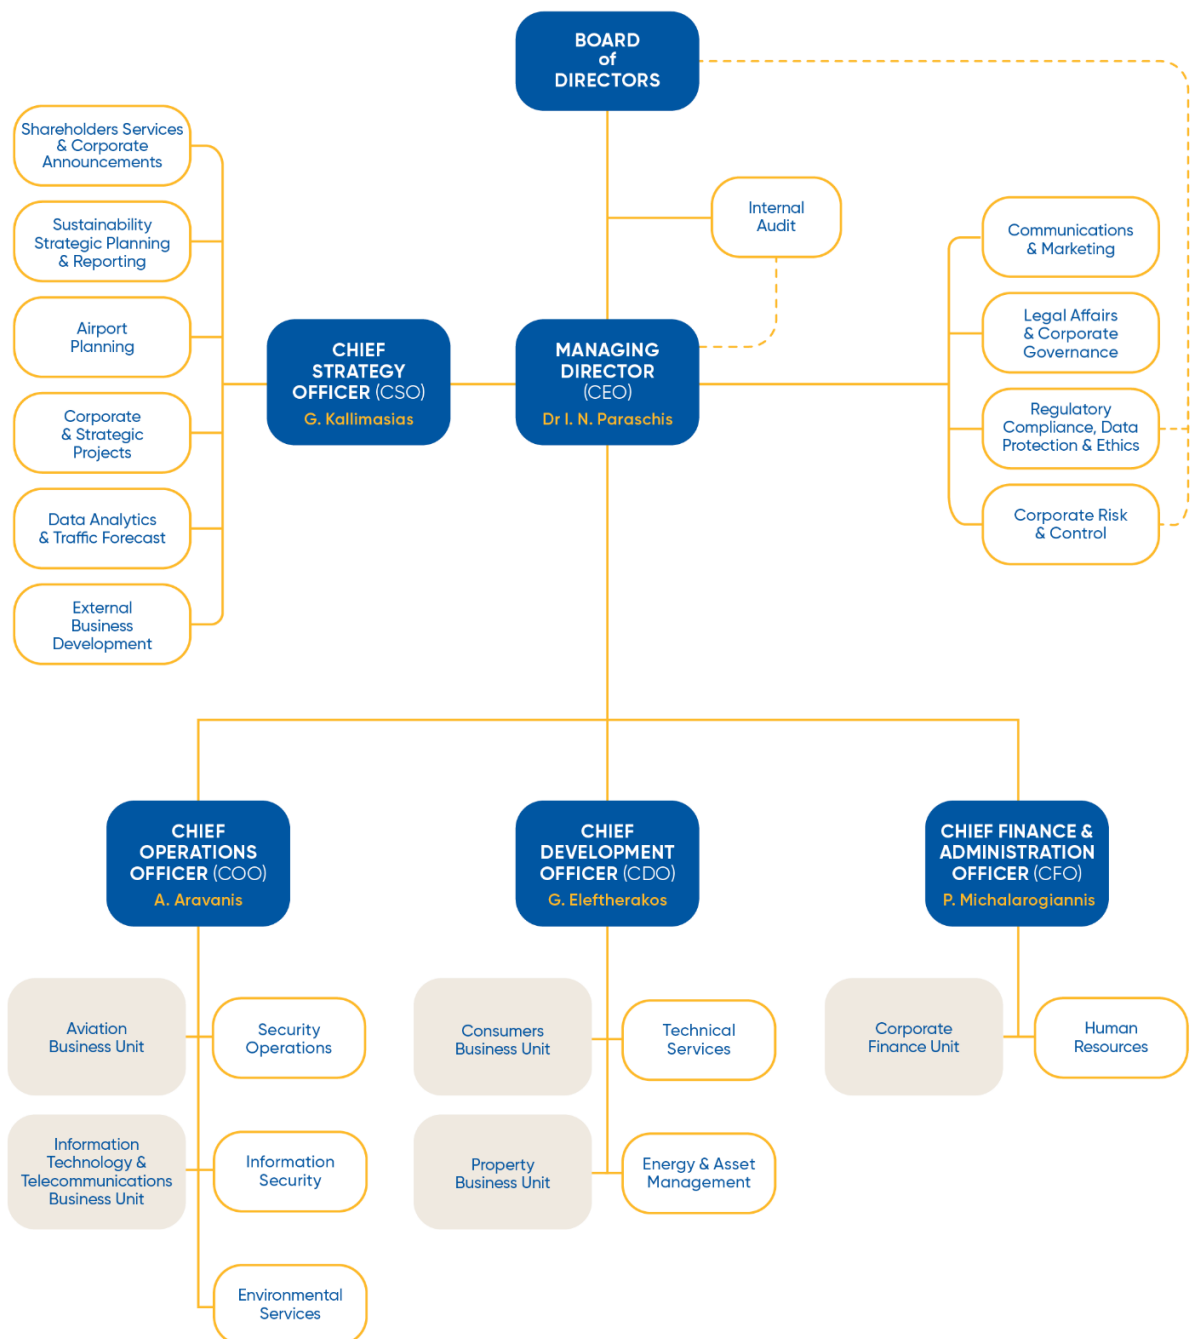 BOARD
of
DIRECTORS
Shareholders Services
& Corporate
Announcements
Sustainability
Strategic Planning
& Reporting
Airport
Planning
Corporate
& Strategic
Projects
Data Analytics
& Traffic Forecast
External
Business
Development
Internal
Audit
CHIEF
STRATEGY
OFFICER (CSO)
G. Kallimasias
MANAGING
DIRECTOR
(CEO)
Dr I. N. Paraschis
Communications
& Marketing
Legal Affairs
& Corporate
Governance
Regulatory
Compliance, Data
Protection & Ethics
Corporate Risk
& Control
CHIEF
OPERATIONS
OFFICER (COO)
A. Aravanis
CHIEF
DEVELOPMENT
OFFICER (CDO)
G. Eleftherakos
CHIEF FINANCE &
ADMINISTRATION
OFFICER (CFO)
P. Michalarogiannis
Aviation
Business Unit
Security
Operations
Information
Technology &
Telecommunications
Business Unit
Information
Security
Environmental
Services
Consumers
Business Unit
Technical
Services
Property
Business Unit
Energy & Asset
Management
Corporate
Finance Unit
Human
Resources